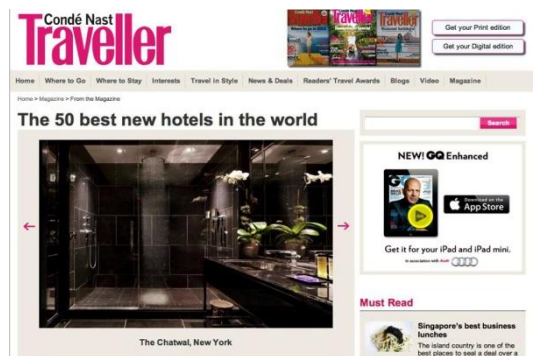 Condé Nast
Traveller
Get your Print edition
Get your Digital edition
Home Where to Go Where to Stay Interests Travel in Style News & Deals Readers' Travel Awards Blogs Video Magazine
Home > Magazine > From the Magazine
The 50 best new hotels in the world
Search
NEW! GQ Enhanced
GQ
Download on the
App Store
Get it for your iPad and iPad mini.
in association with Audi
The Chatwal, New York
Must Read
Singapore's best business
lunches
The island country is one of the
best places to seal a deal over a